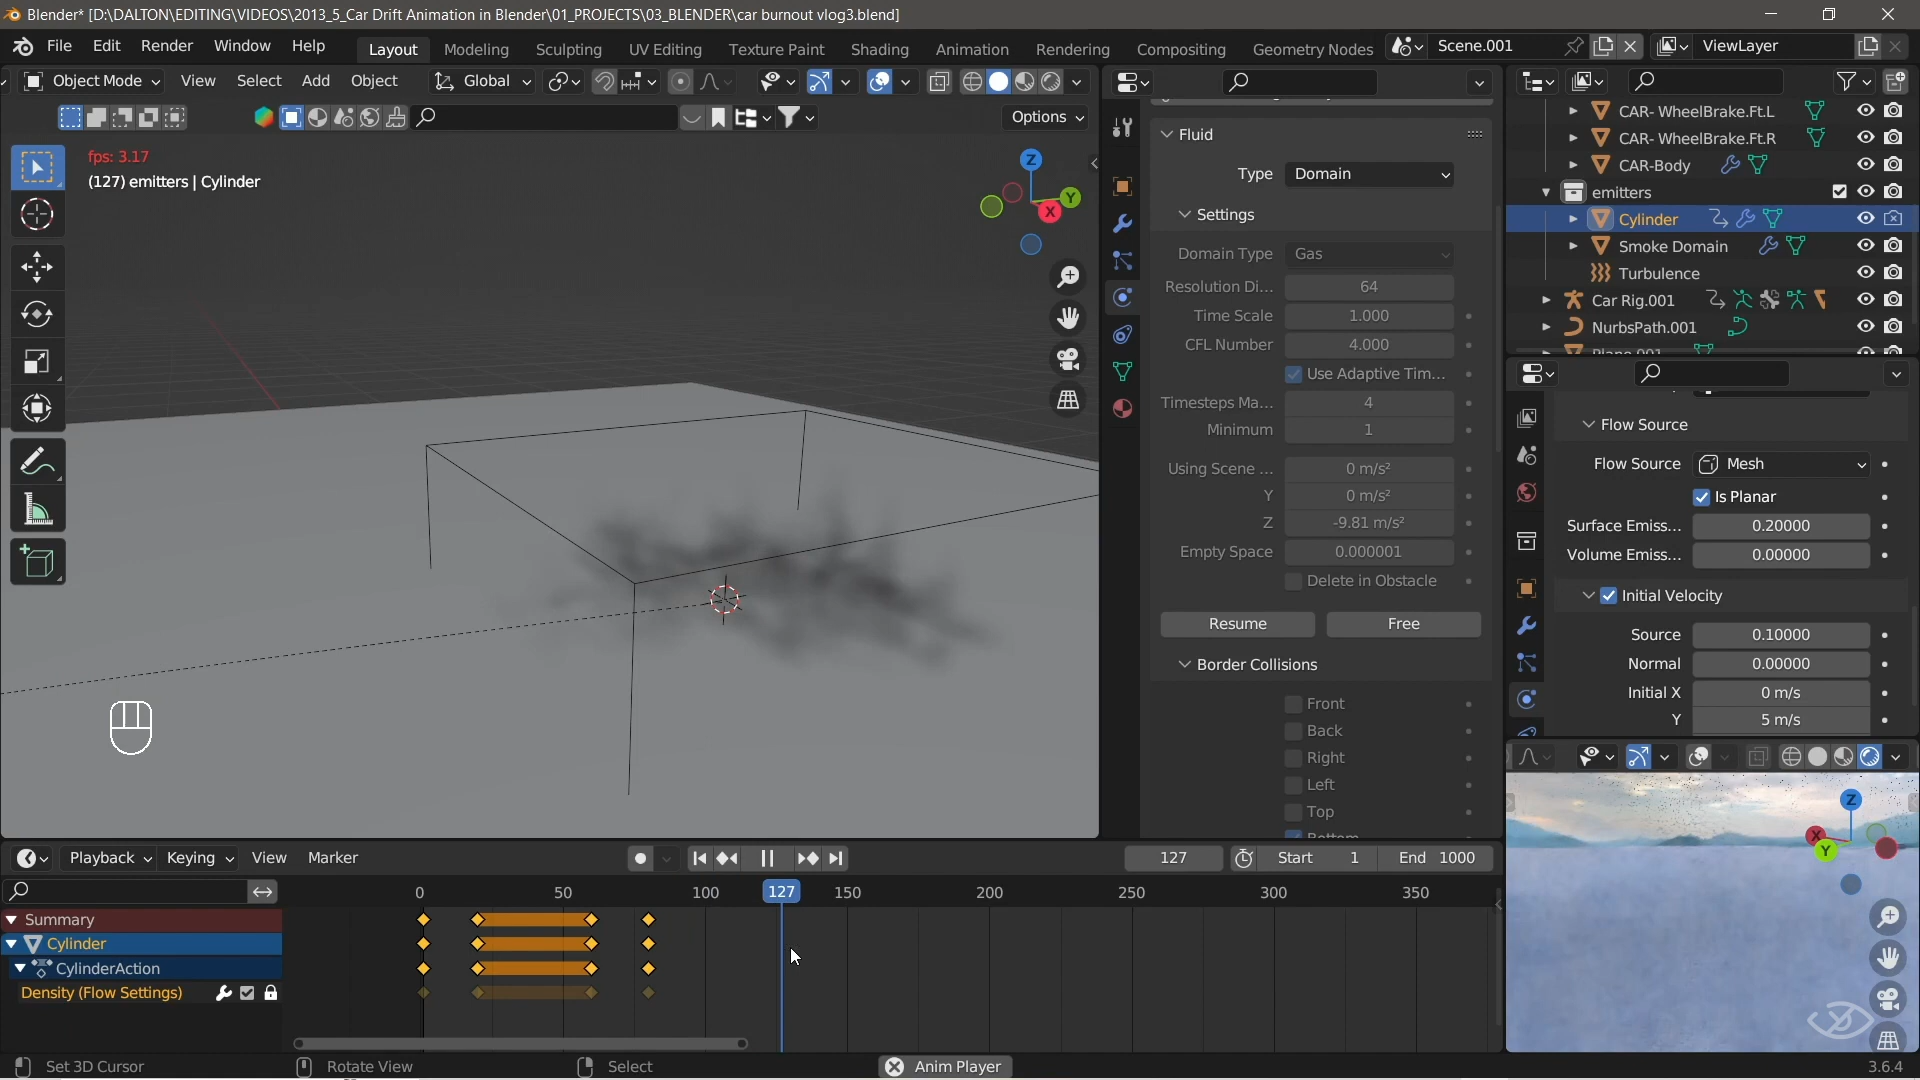 Blender* [D:\DALTON\EDITING\VIDEOS\2013_5_Car Drift Animation in Blender\01_PROJECTS\03_BLENDER\car burnout vlog3.blend]
File Edit Render Window Help Layout Modeling Sculpting UV Editing Texture Paint Shading Animation Rendering Compositing Geometry Nodes Scene.001 ViewLayer
Object Mode View Select Add Object Global
Options
fps: 3.17
(127) emitters | Cylinder
Z
Y
X
Fluid
Type Domain
Settings
Domain Type Gas
Resolution Di... 64
Time Scale 1.000
CFL Number 4.000
Use Adaptive Tim...
Timesteps Ma... 4
Minimum 1
Using Scene ... 0 m/s²
Y 0 m/s²
Z -9.81 m/s²
Empty Space 0.000001
Delete in Obstacle
Resume Free
Border Collisions
Front
Back
Right
Left
Top
Bottom
CAR- WheelBrake.Ft.L
CAR- WheelBrake.Ft.R
CAR-Body
emitters
Cylinder
Smoke Domain
Turbulence
Car Rig.001
NurbsPath.001
Plane.001
Flow Source
Flow Source Mesh
Is Planar
Surface Emiss... 0.20000
Volume Emiss... 0.00000
Initial Velocity
Source 0.10000
Normal 0.00000
Initial X 0 m/s
Y 5 m/s
Z
X
Y
Playback Keying View Marker 127 Start 1 End 1000
0 50 100 127 150 200 250 300 350
Summary
Cylinder
CylinderAction
Density (Flow Settings)
Set 3D Cursor Rotate View Select Anim Player 3.6.4